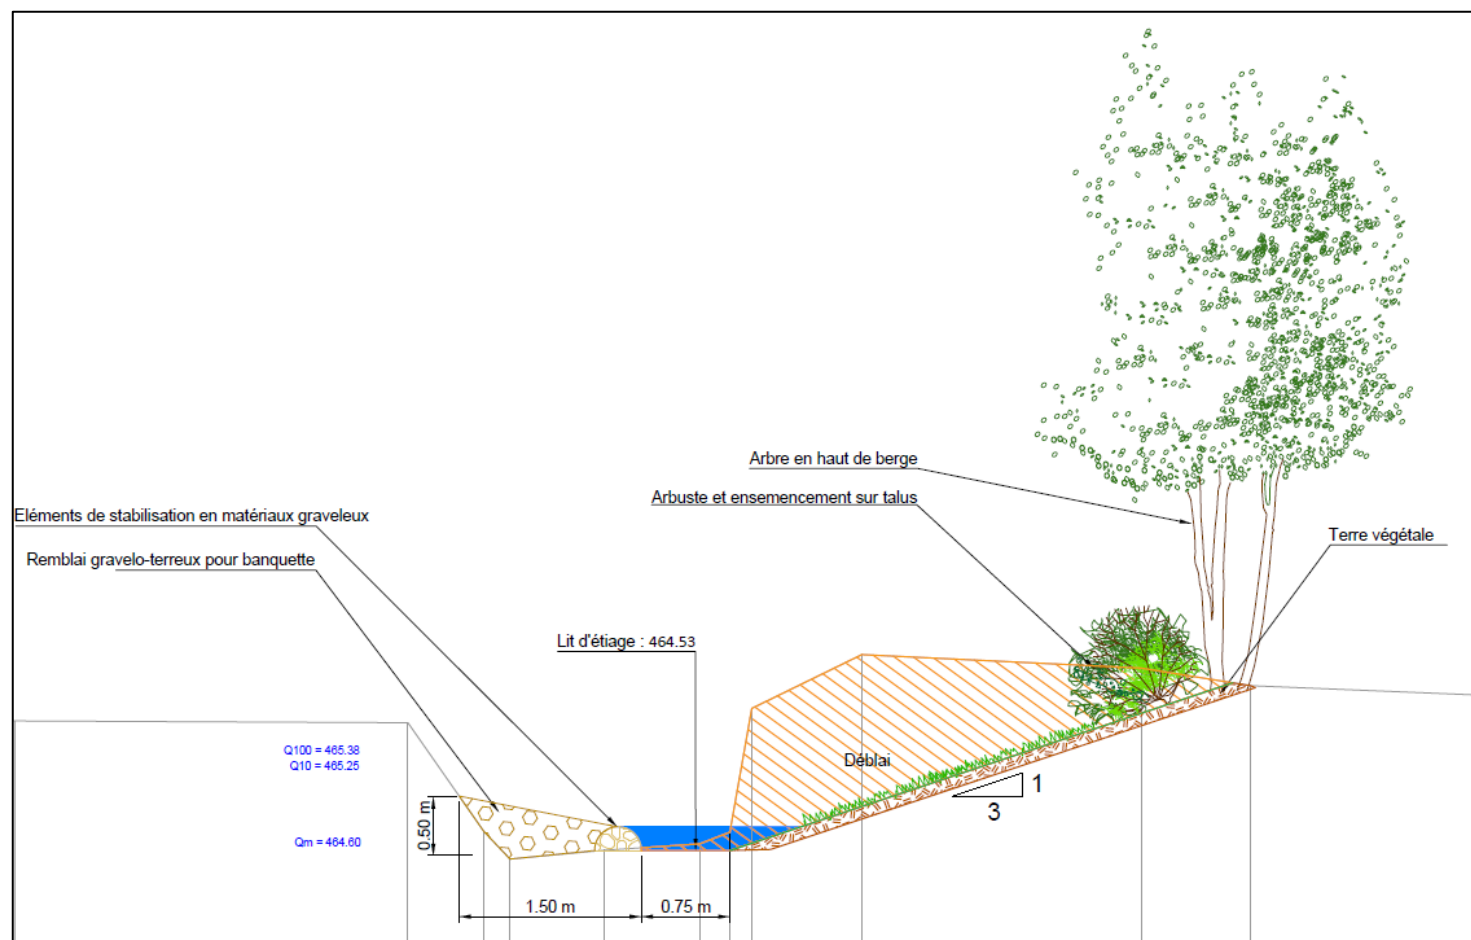 Arbre en haut de berge
Arbuste et ensemencement sur talus
Eléments de stabilisation en matériaux graveleux
Terre végétale
Remblai gravelo-terreux pour banquette
Lit d'étiage : 464.53
Q100 = 465.38
Q10 = 465.25
Déblai
1
3
0.50 m
Qm = 464.60
1.50 m
0.75 m